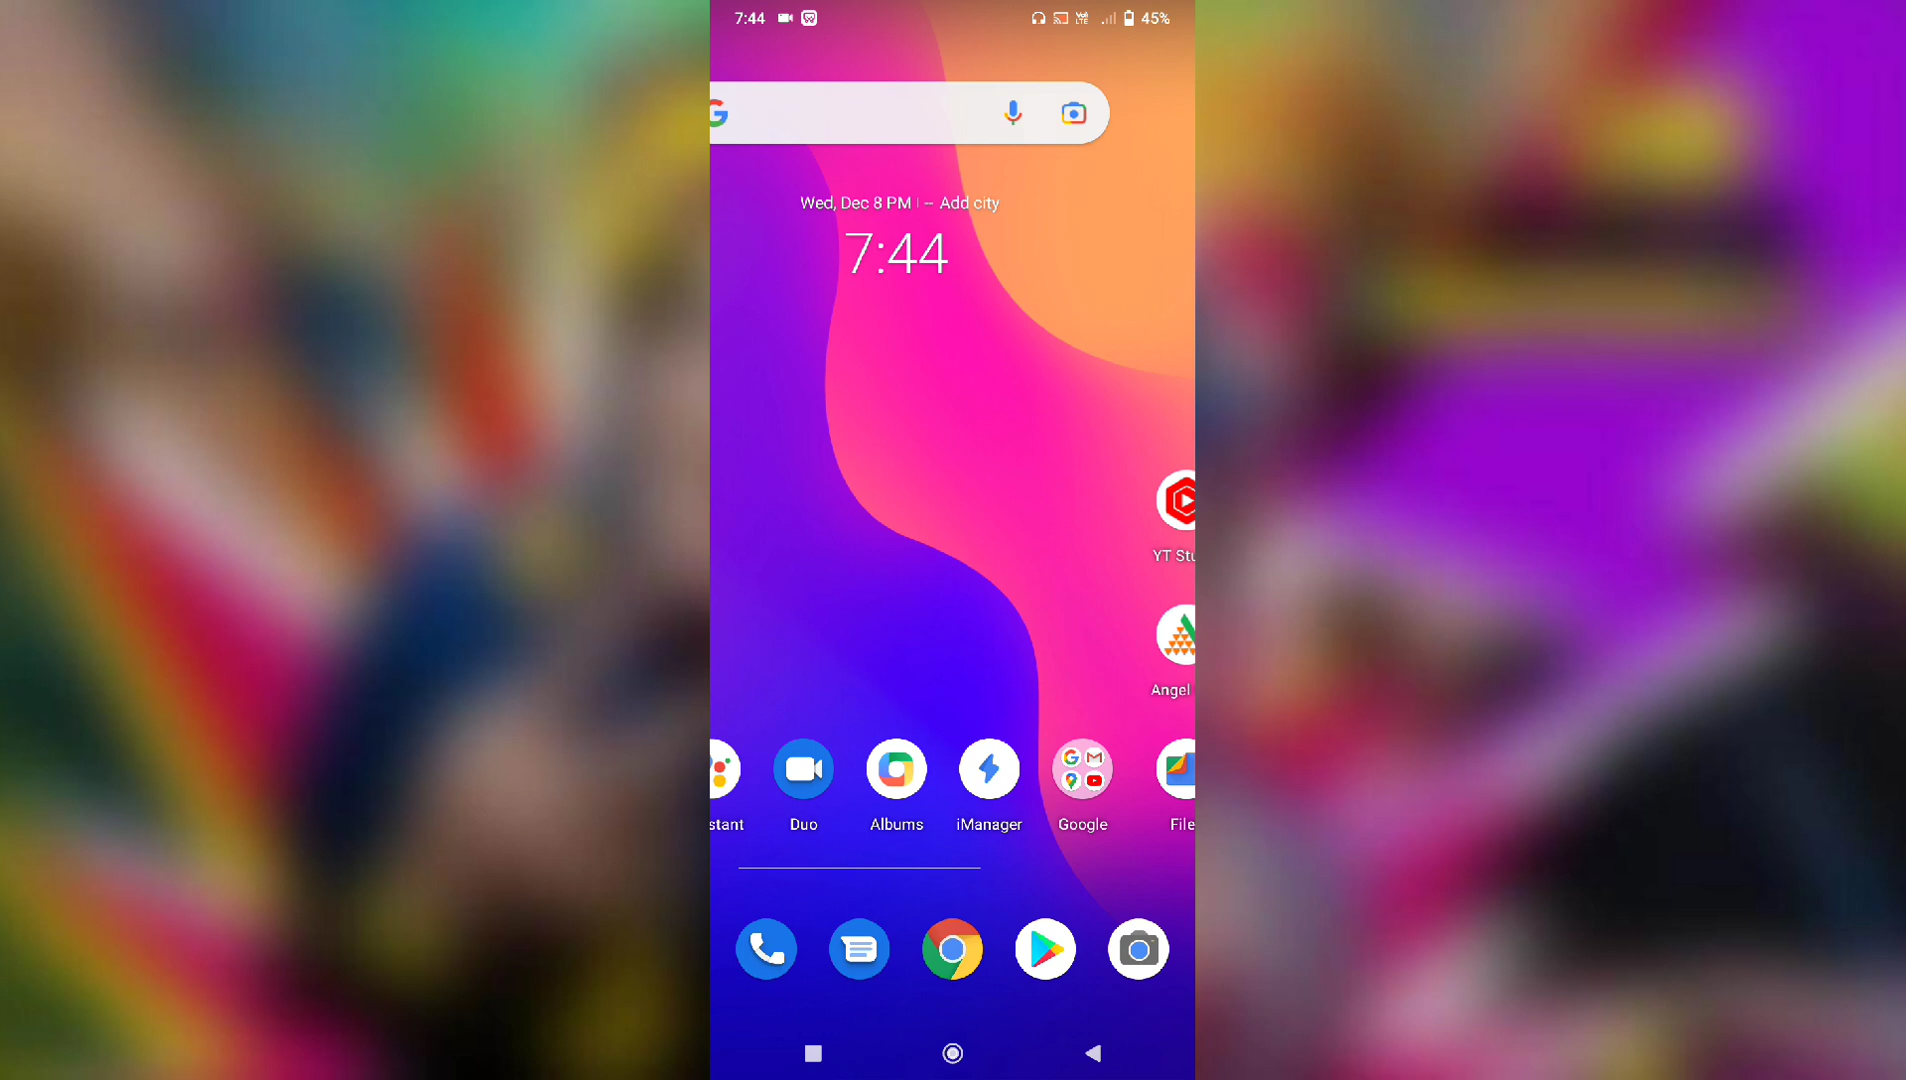 7:44
45%
Wed, Dec 8 PM | -- Add city
7:44
YT Stu
Angel
stant
Duo
Albums
iManager
Google
File